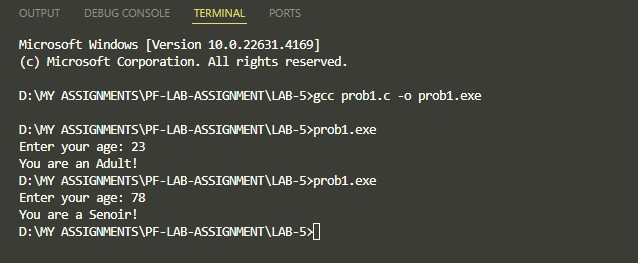 OUTPUT DEBUG CONSOLE TERMINAL PORTS
Microsoft Windows [Version 10.0.22631.4169]
(c) Microsoft Corporation. All rights reserved.
D:\MY ASSIGNMENTS\PF-LAB-ASSIGNMENT\LAB-5>gcc prob1.c -o prob1.exe
D:\MY ASSIGNMENTS\PF-LAB-ASSIGNMENT\LAB-5>prob1.exe
Enter your age: 23
You are an Adult!
D:\MY ASSIGNMENTS\PF-LAB-ASSIGNMENT\LAB-5>prob1.exe
Enter your age: 78
You are a Senoir!
D:\MY ASSIGNMENTS\PF-LAB-ASSIGNMENT\LAB-5>